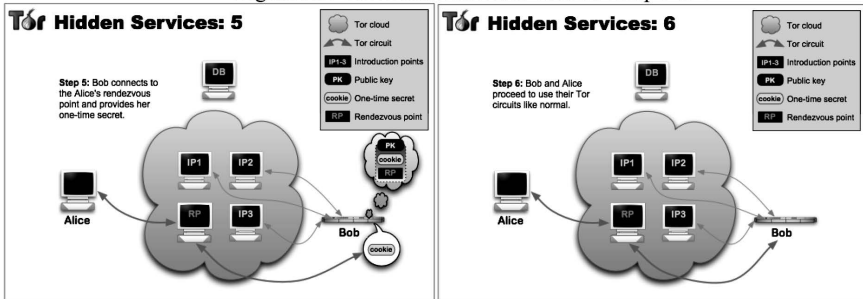 Tor Hidden Services: 5
Tor cloud
Tor circuit
IP1-3 Introduction points
PK Public key
cookie One-time secret
RP Rendezvous point
Step 5: Bob connects to
the Alice's rendezvous
point and provides her
one-time secret.
DB
PK
cookie
RP
IP1 IP2
RP IP3
Alice
Bob
cookie
Tor Hidden Services: 6
Tor cloud
Tor circuit
IP1-3 Introduction points
PK Public key
cookie One-time secret
RP Rendezvous point
Step 6: Bob and Alice
proceed to use their Tor
circuits like normal.
DB
IP1 IP2
RP IP3
Alice
Bob